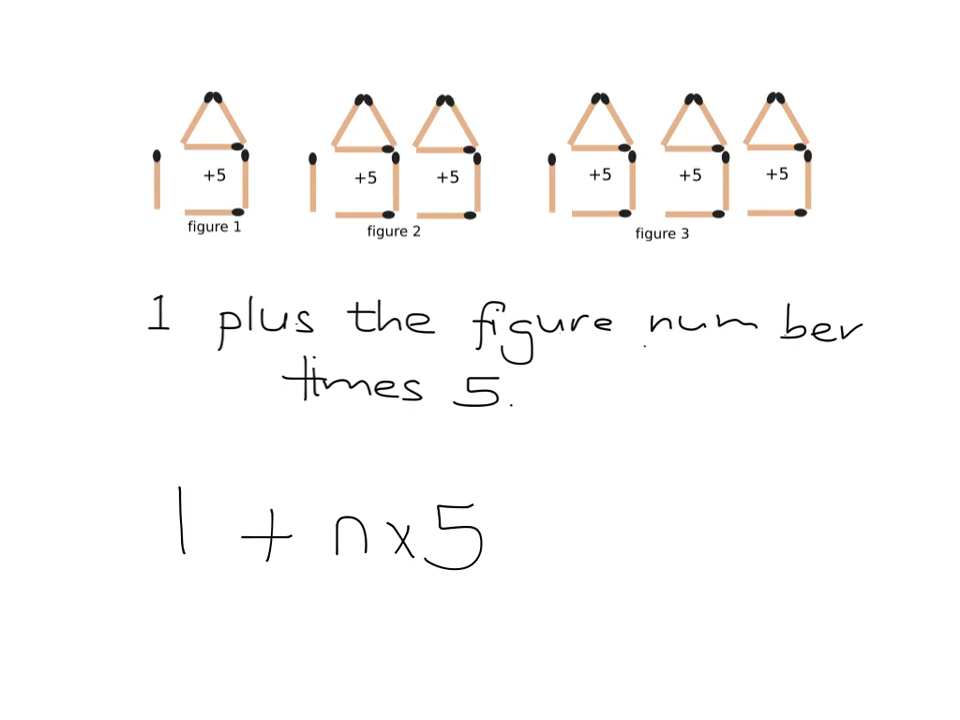 +5 +5 +5 +5 +5 +5
figure 1 figure 2 figure 3
1 plus the figure number
times 5.
1 + n x 5